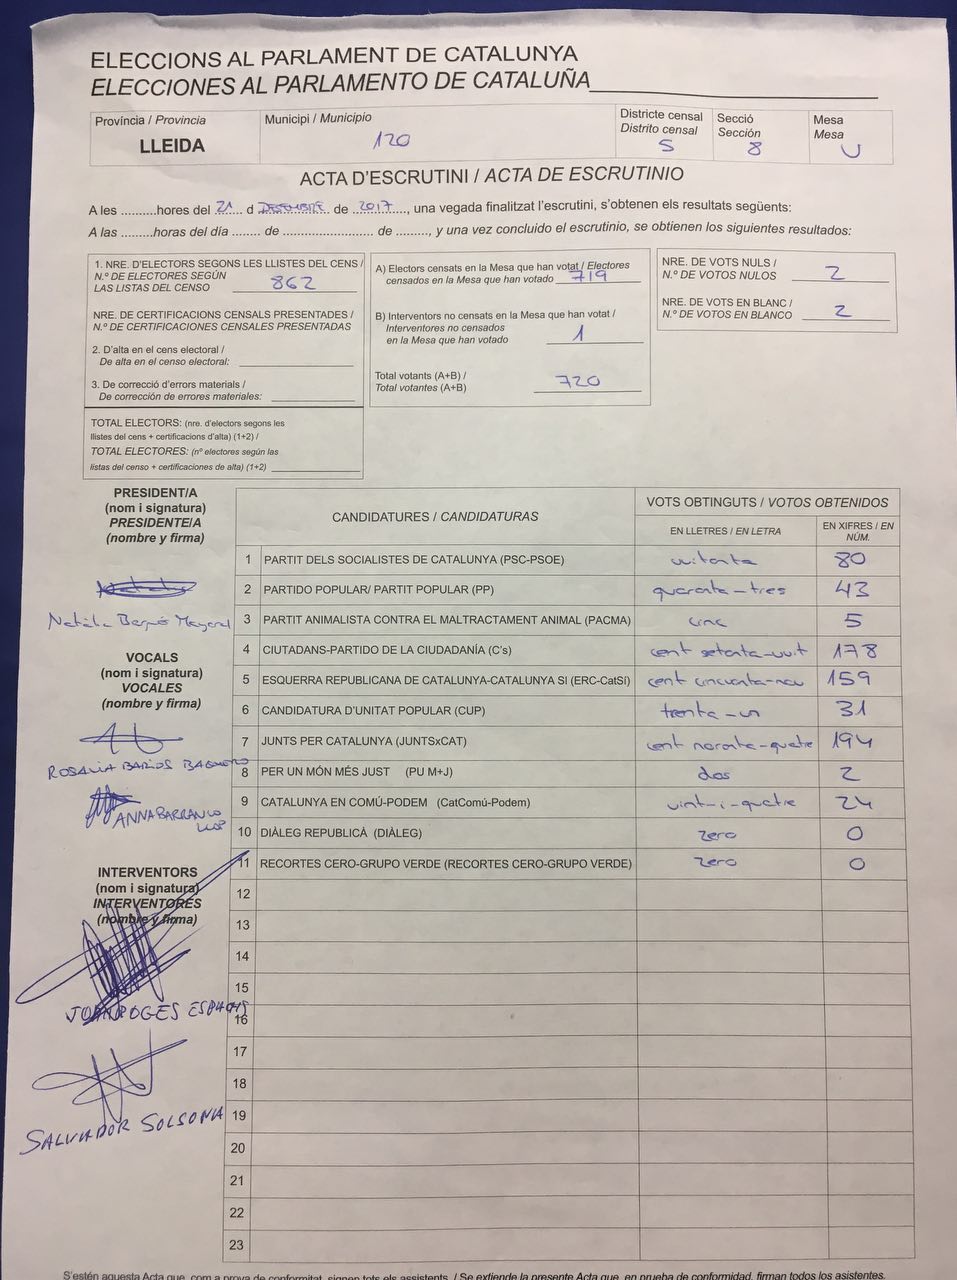 ELECCIONS AL PARLAMENT DE CATALUNYA
ELECCIONES AL PARLAMENTO DE CATALUÑA
Província / Provincia
LLEIDA
Municipi / Municipio
120
Districte censal
Distrito censal
5
Secció
Sección
8
Mesa
Mesa
U
ACTA D'ESCRUTINI / ACTA DE ESCRUTINIO
A les .........hores del 21 d DESEMBRE de 2017, una vegada finalitzat l'escrutini, s'obtenen els resultats següents:
A las .........horas del día ........ de ........................ de ........, y una vez concluido el escrutinio, se obtienen los siguientes resultados:
1. NRE. D'ELECTORS SEGONS LES LLISTES DEL CENS /
N.º DE ELECTORES SEGÚN
LAS LISTAS DEL CENSO 862
NRE. DE CERTIFICACIONS CENSALS PRESENTADES /
N.º DE CERTIFICACIONES CENSALES PRESENTADAS
2. D'alta en el cens electoral /
De alta en el censo electoral:
3. De correcció d'errors materials /
De corrección de errores materiales:
TOTAL ELECTORS: (nre. d'electors segons les
llistes del cens + certificacions d'alta) (1+2) /
TOTAL ELECTORES: (nº electores según las
listas del censo + certificaciones de alta) (1+2)
A) Electors censats en la Mesa que han votat / Electores
censados en la Mesa que han votado 719
B) Interventors no censats en la Mesa que han votat /
Interventores no censados
en la Mesa que han votado 1
Total votants (A+B) /
Total votantes (A+B) 720
NRE. DE VOTS NULS /
N.º DE VOTOS NULOS 2
NRE. DE VOTS EN BLANC /
N.º DE VOTOS EN BLANCO 2
PRESIDENT/A
(nom i signatura)
PRESIDENTE/A
(nombre y firma)
VOCALS
(nom i signatura)
VOCALES
(nombre y firma)
ANNA BARRANCO
INTERVENTORS
(nom i signatura)
INTERVENTORES
(nombre y firma)
SALVADOR SOLSONA
CANDIDATURES / CANDIDATURAS
VOTS OBTINGUTS / VOTOS OBTENIDOS
EN LLETRES / EN LETRA
EN XIFRES / EN NÚM.
1 PARTIT DELS SOCIALISTES DE CATALUNYA (PSC-PSOE) vuitanta 80
2 PARTIDO POPULAR/ PARTIT POPULAR (PP) quaranta-tres 43
3 PARTIT ANIMALISTA CONTRA EL MALTRACTAMENT ANIMAL (PACMA) cinc 5
4 CIUTADANS-PARTIDO DE LA CIUDADANÍA (C's) cent setanta-vuit 178
5 ESQUERRA REPUBLICANA DE CATALUNYA-CATALUNYA SÍ (ERC-CatSí) cent cincuanta-nou 159
6 CANDIDATURA D'UNITAT POPULAR (CUP) trenta-un 31
7 JUNTS PER CATALUNYA (JUNTSxCAT) cent noranta-quatre 194
8 PER UN MÓN MÉS JUST (PU M+J) dos 2
9 CATALUNYA EN COMÚ-PODEM (CatComú-Podem) vint-i-quatre 24
10 DIÀLEG REPUBLICÀ (DIÀLEG) zero 0
11 RECORTES CERO-GRUPO VERDE (RECORTES CERO-GRUPO VERDE) zero 0
12
13
14
15
16
17
18
19
20
21
22
23
S'estén aquesta Acta que, com a prova de conformitat, signen tots els assistents. / Se extiende la presente Acta que, en prueba de conformidad, firman todos los asistentes.